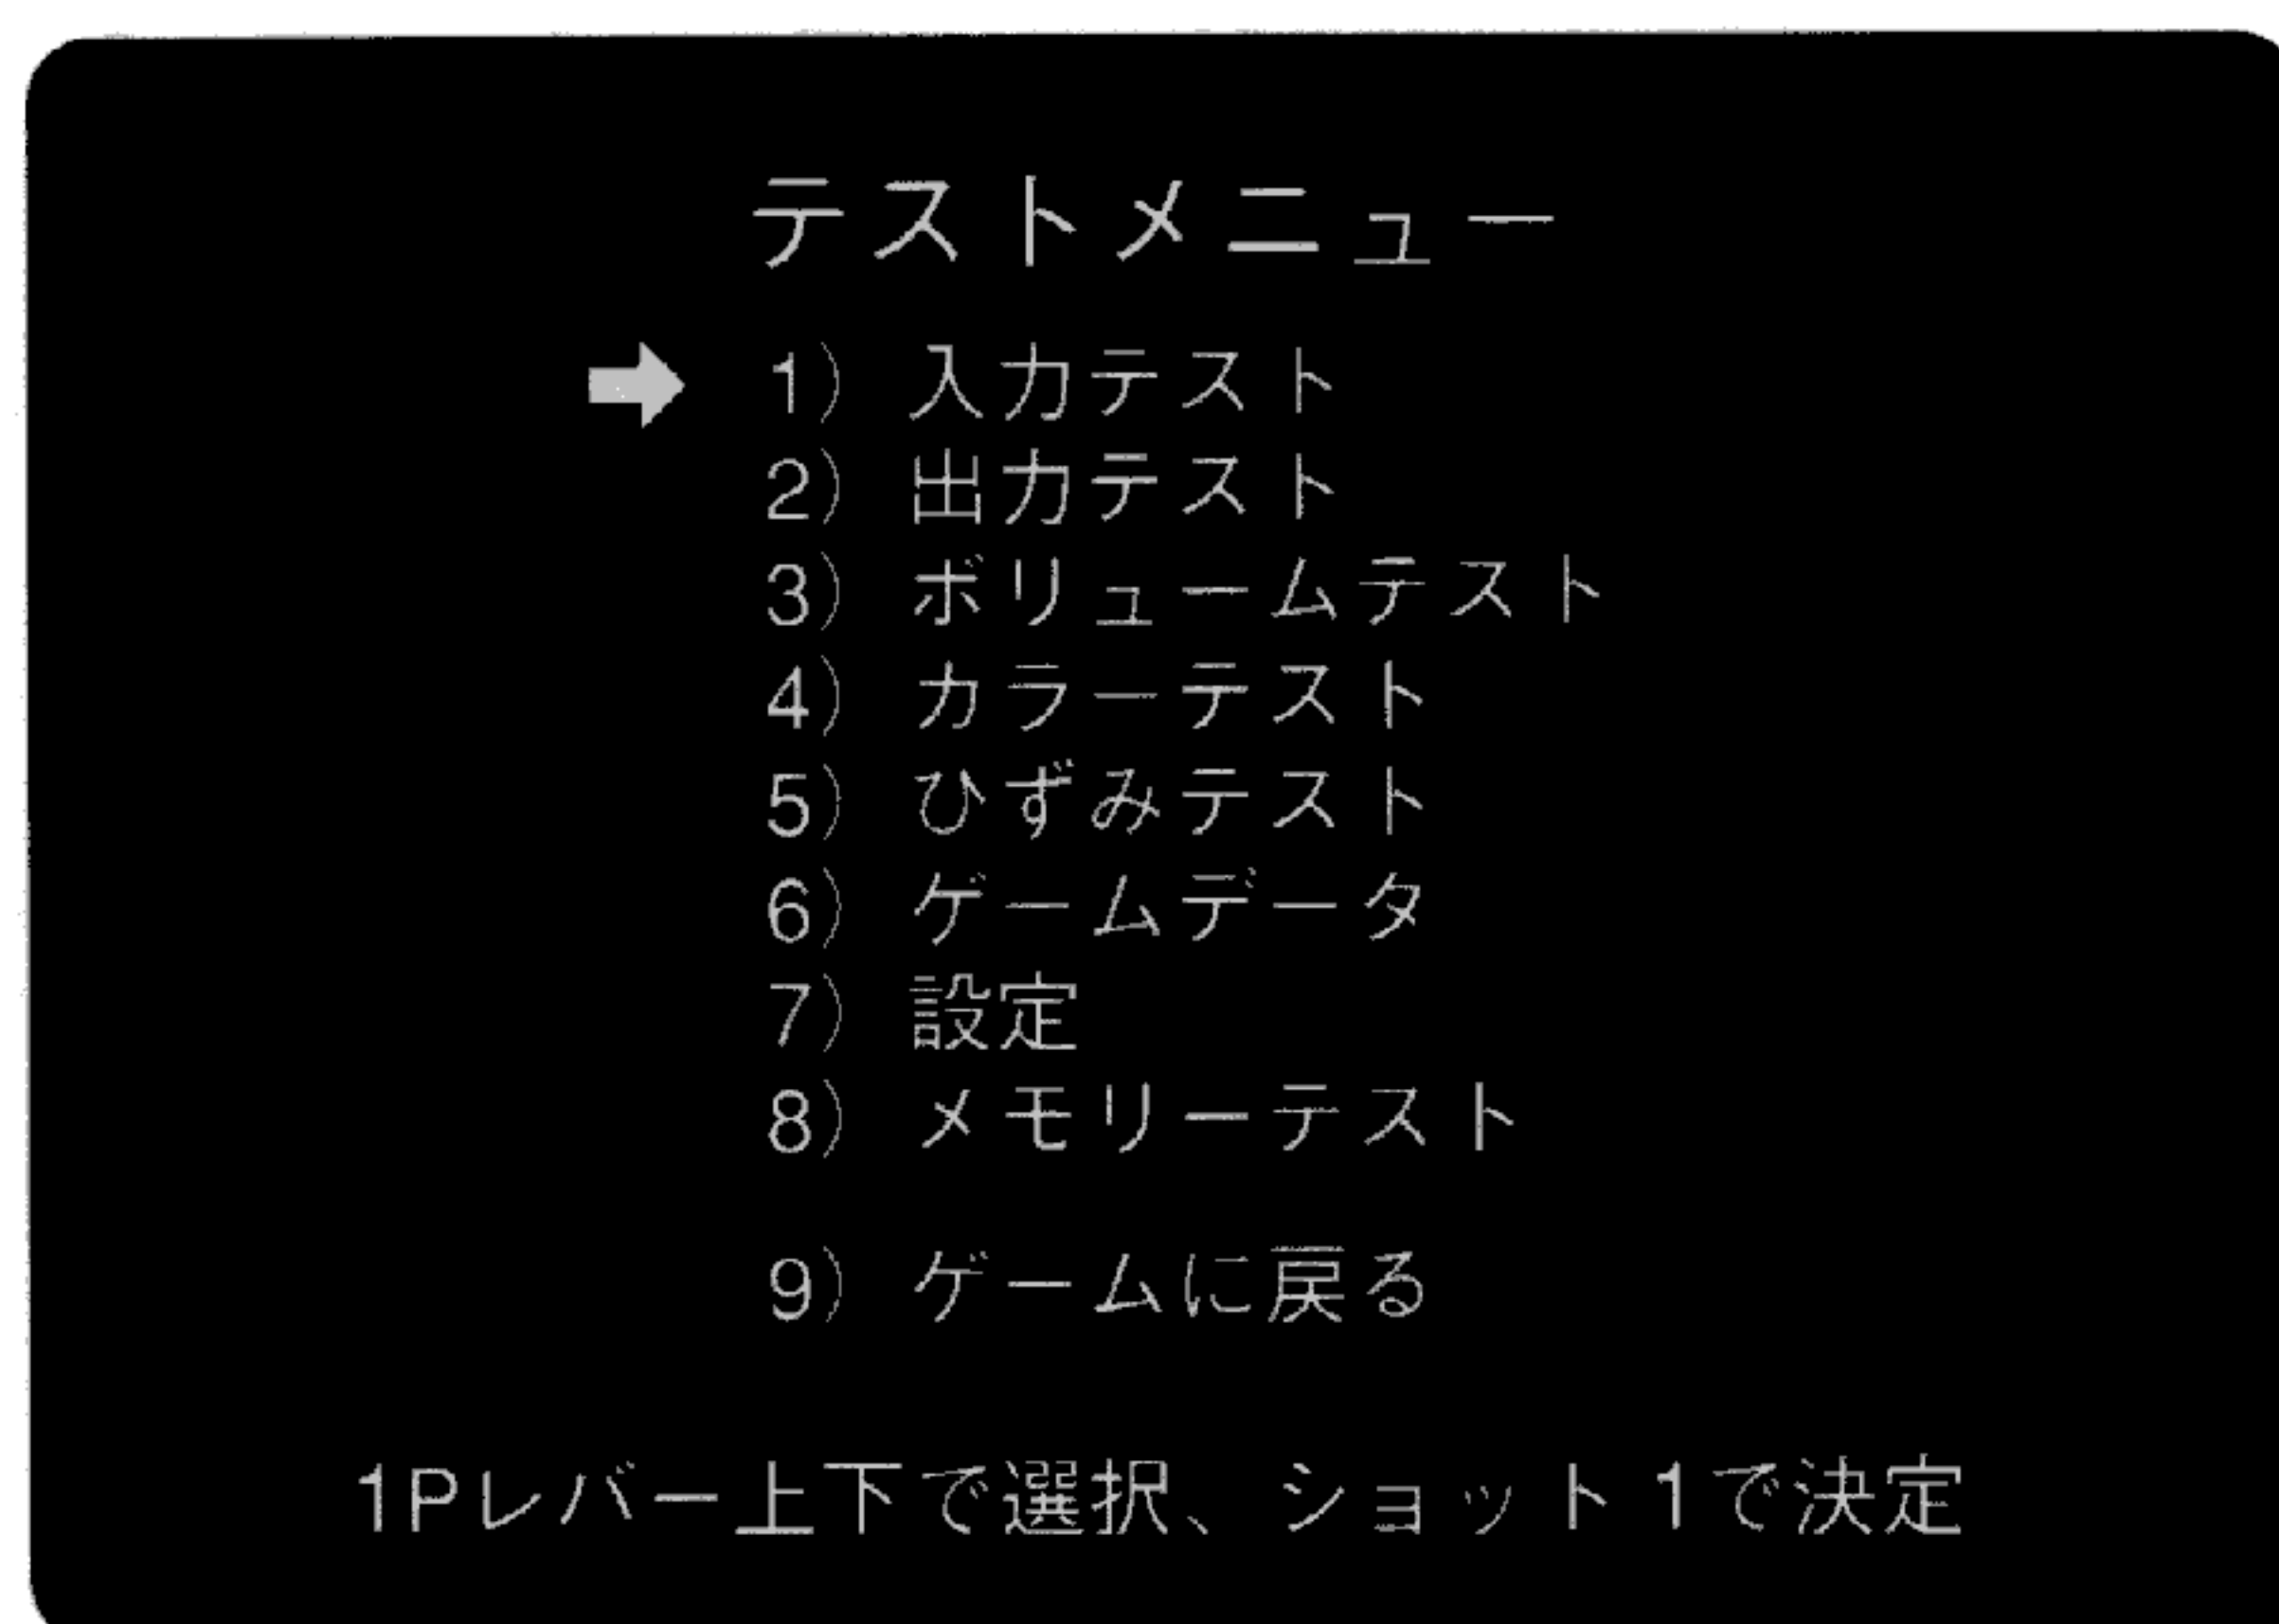 テストメニュー
1) 入力テスト
2) 出力テスト
3) ボリュームテスト
4) カラーテスト
5) ひずみテスト
6) ゲームデータ
7) 設定
8) メモリーテスト
9) ゲームに戻る
1Pレバー上下で選択、ショット1で決定